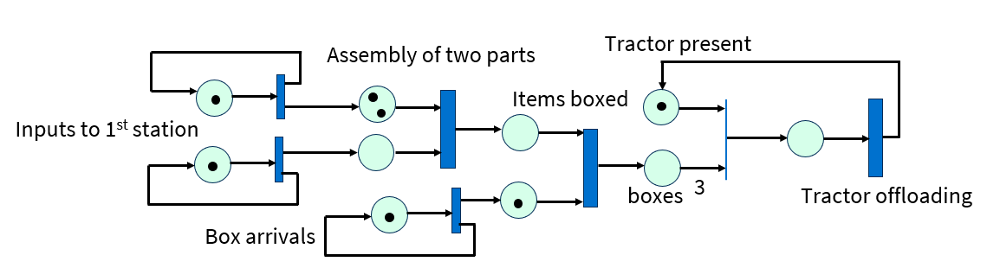 Tractor present
Assembly of two parts
Items boxed
Inputs to 1st station
boxes 3
Tractor offloading
Box arrivals